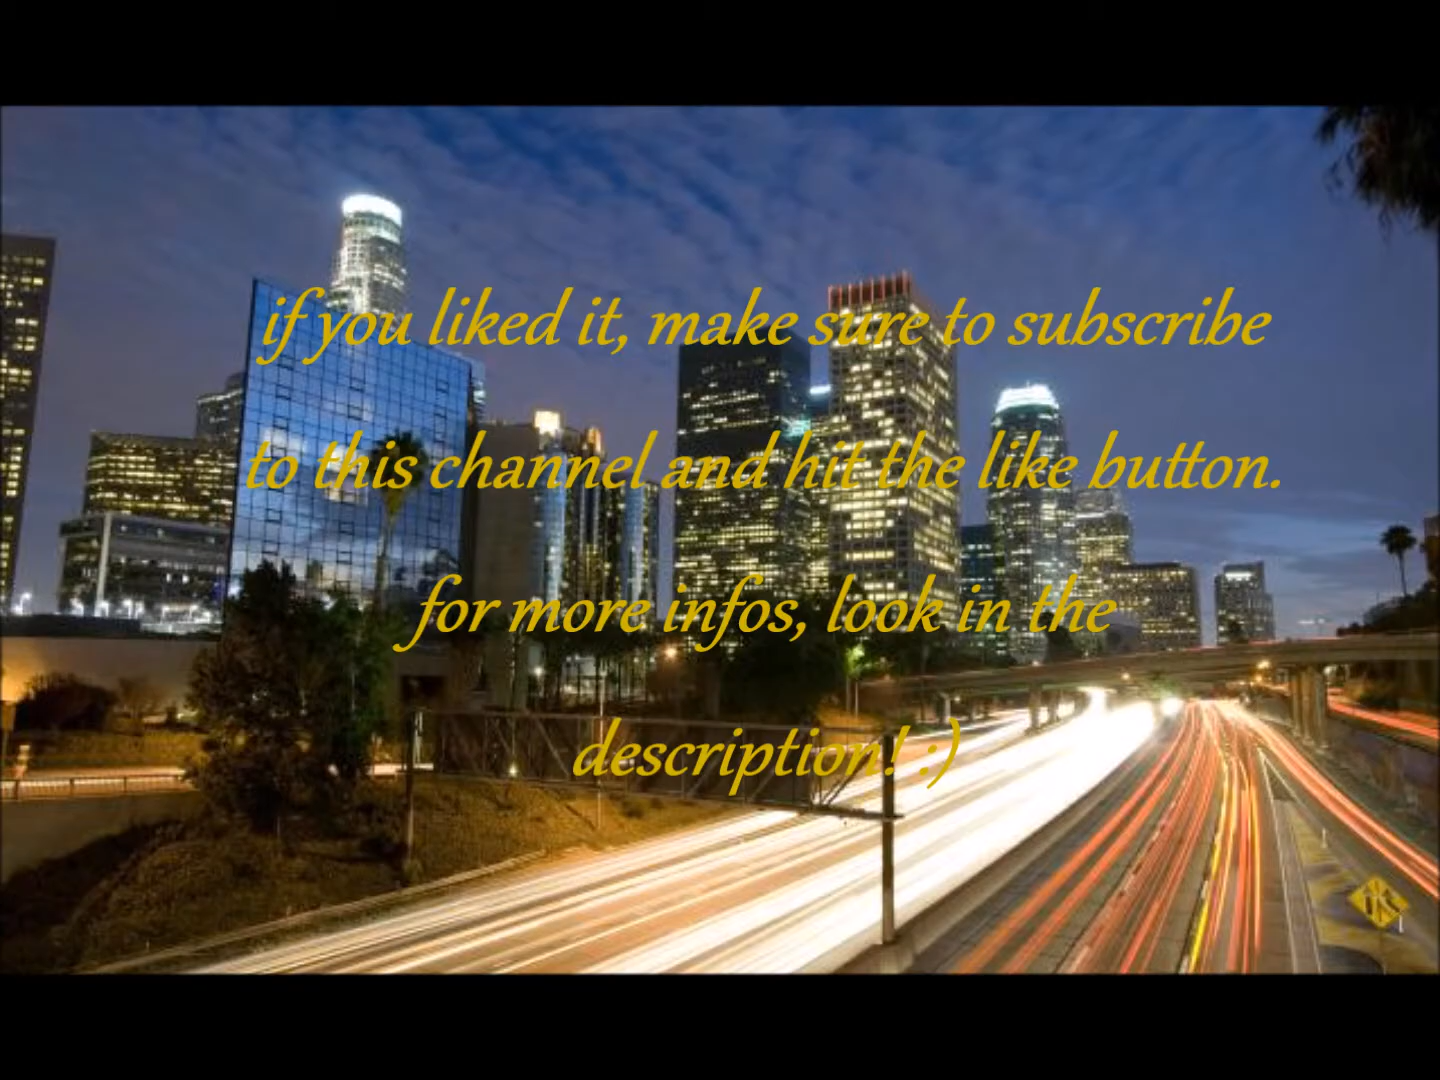 if you liked it, make sure to subscribe
to this channel and hit the like button.
for more infos, look in the
description! :)